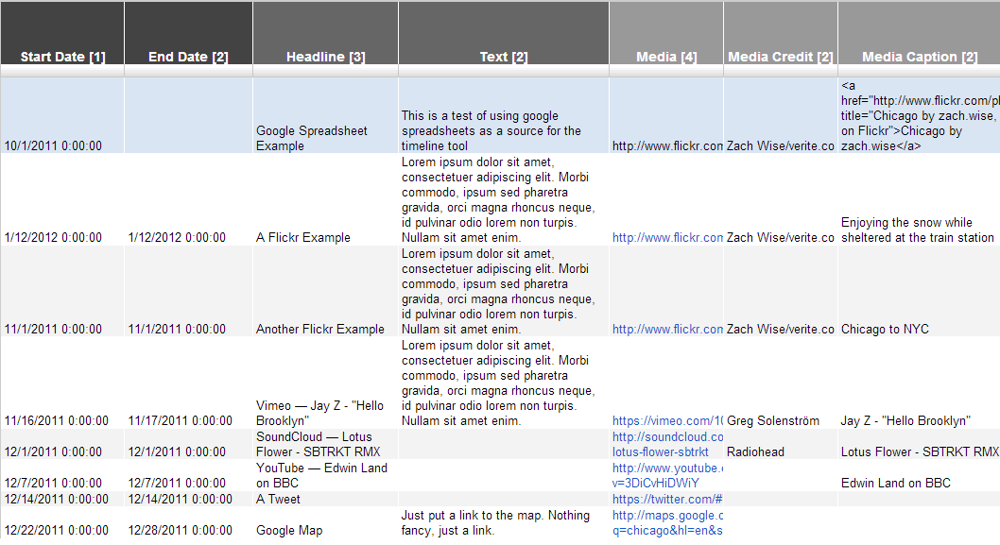 Start Date [1] End Date [2] Headline [3] Text [2] Media [4] Media Credit [2] Media Caption [2]
<a
href="http://www.flickr.com/pl
This is a test of using google title="Chicago by zach.wise,
Google Spreadsheet spreadsheets as a source for the on Flickr">Chicago by
10/1/2011 0:00:00 Example timeline tool http://www.flickr.con Zach Wise/verite.co zach.wise</a>
Lorem ipsum dolor sit amet,
consectetuer adipiscing elit. Morbi
commodo, ipsum sed pharetra
gravida, orci magna rhoncus neque,
id pulvinar odio lorem non turpis. Enjoying the snow while
1/12/2012 0:00:00 1/12/2012 0:00:00 A Flickr Example Nullam sit amet enim. http://www.flickr.con Zach Wise/verite.co sheltered at the train station
Lorem ipsum dolor sit amet,
consectetuer adipiscing elit. Morbi
commodo, ipsum sed pharetra
gravida, orci magna rhoncus neque,
id pulvinar odio lorem non turpis.
11/1/2011 0:00:00 11/1/2011 0:00:00 Another Flickr Example Nullam sit amet enim. http://www.flickr.con Zach Wise/verite.co Chicago to NYC
Lorem ipsum dolor sit amet,
consectetuer adipiscing elit. Morbi
commodo, ipsum sed pharetra
gravida, orci magna rhoncus neque,
Vimeo — Jay Z - "Hello id pulvinar odio lorem non turpis.
11/16/2011 0:00:00 11/17/2011 0:00:00 Brooklyn" Nullam sit amet enim. https://vimeo.com/10 Greg Solenström Jay Z - "Hello Brooklyn"
SoundCloud — Lotus http://soundcloud.co
12/1/2011 0:00:00 12/1/2011 0:00:00 Flower - SBTRKT RMX lotus-flower-sbtrkt Radiohead Lotus Flower - SBTRKT RMX
YouTube — Edwin Land http://www.youtube.
12/7/2011 0:00:00 12/7/2011 0:00:00 on BBC v=3DiCvHiDWiY Edwin Land on BBC
12/14/2011 0:00:00 12/14/2011 0:00:00 A Tweet https://twitter.com/#
Just put a link to the map. Nothing http://maps.google.c
12/22/2011 0:00:00 12/28/2011 0:00:00 Google Map fancy, just a link. q=chicago&hl=en&s